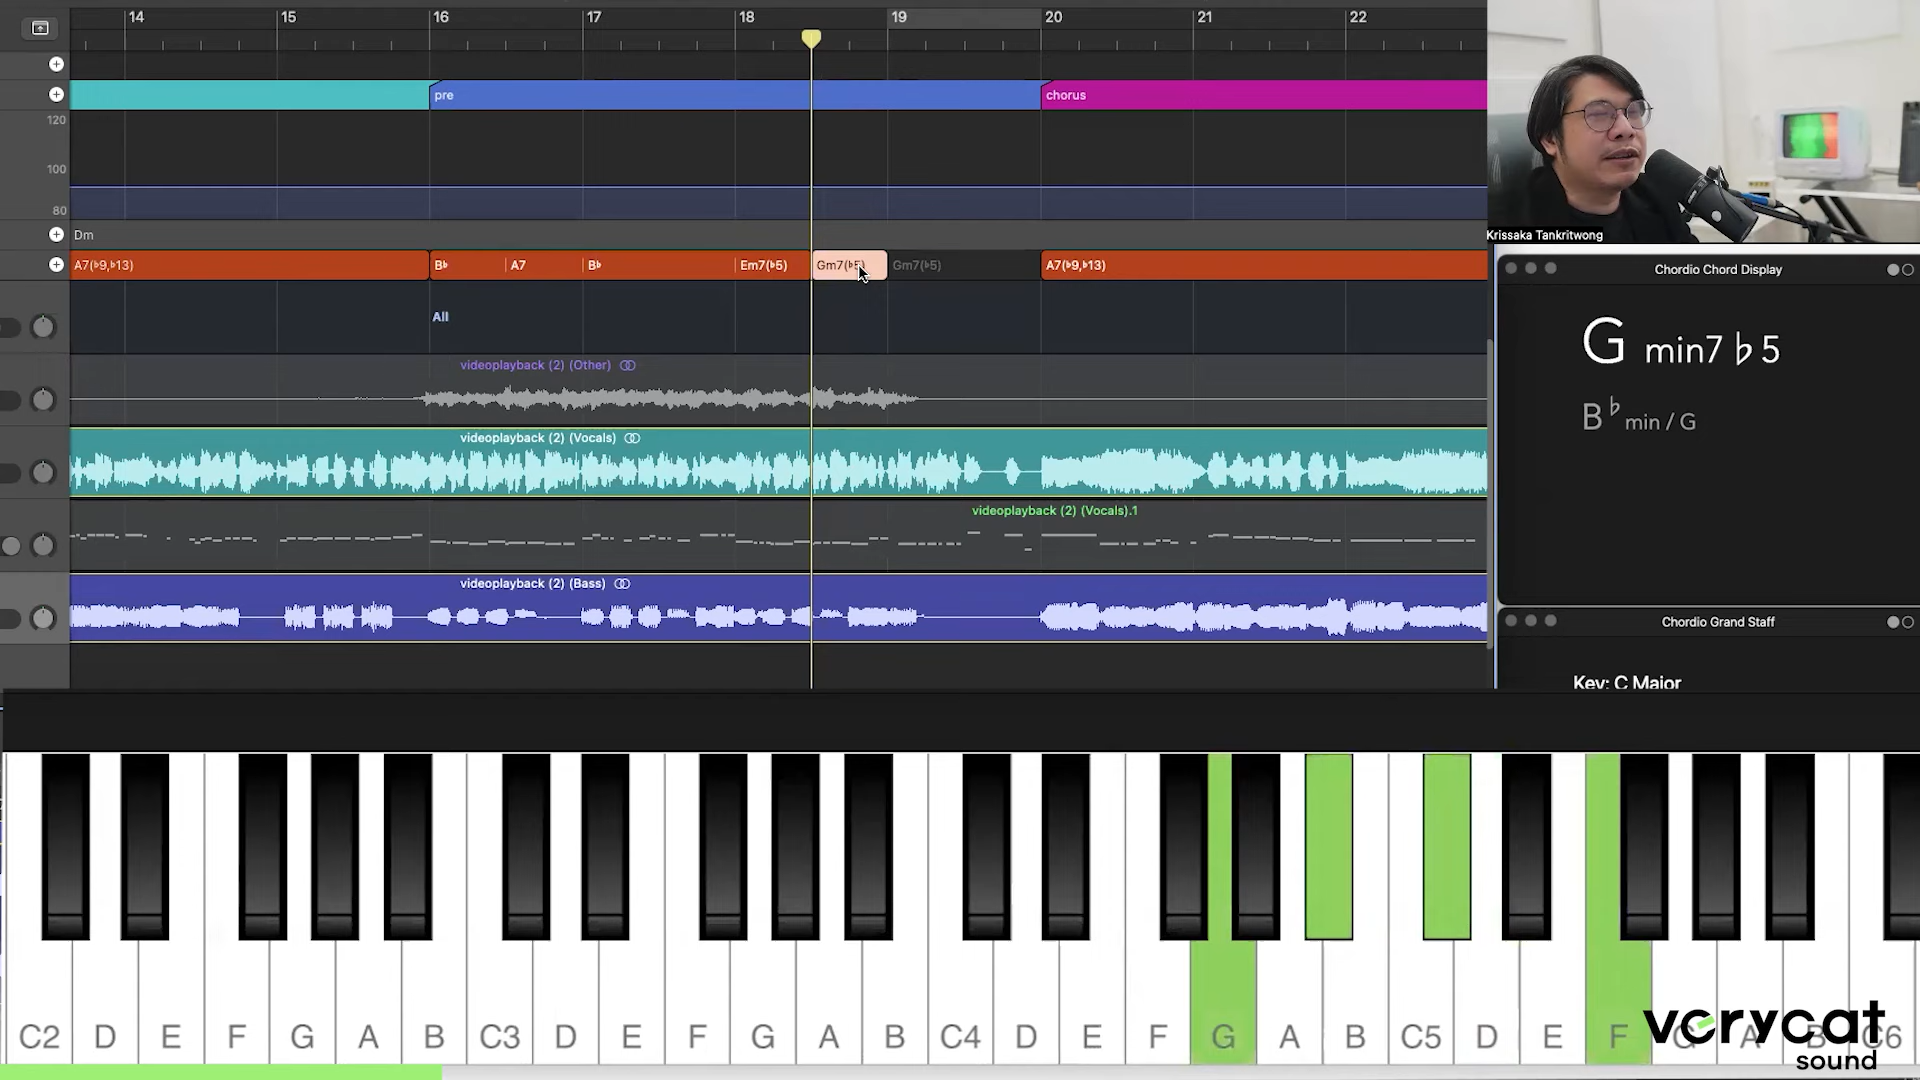 14 15 16 17 18 19 20 21 22
pre chorus
120
100
80
Dm
A7(♭9,♭13) B♭ A7 B♭ Em7(♭5) Gm7(♭5) Gm7(♭5) A7(♭9,♭13)
All
videoplayback (2) (Other)
videoplayback (2) (Vocals)
videoplayback (2) (Vocals).1
videoplayback (2) (Bass)
Krissaka Tankritwong
Chordio Chord Display
G min7 ♭5
B♭ min / G
Chordio Grand Staff
Key: C Major
C2 D E F G A B C3 D E F G A B C4 D E F G A B C5 D E F G A B C6
verycat
sound